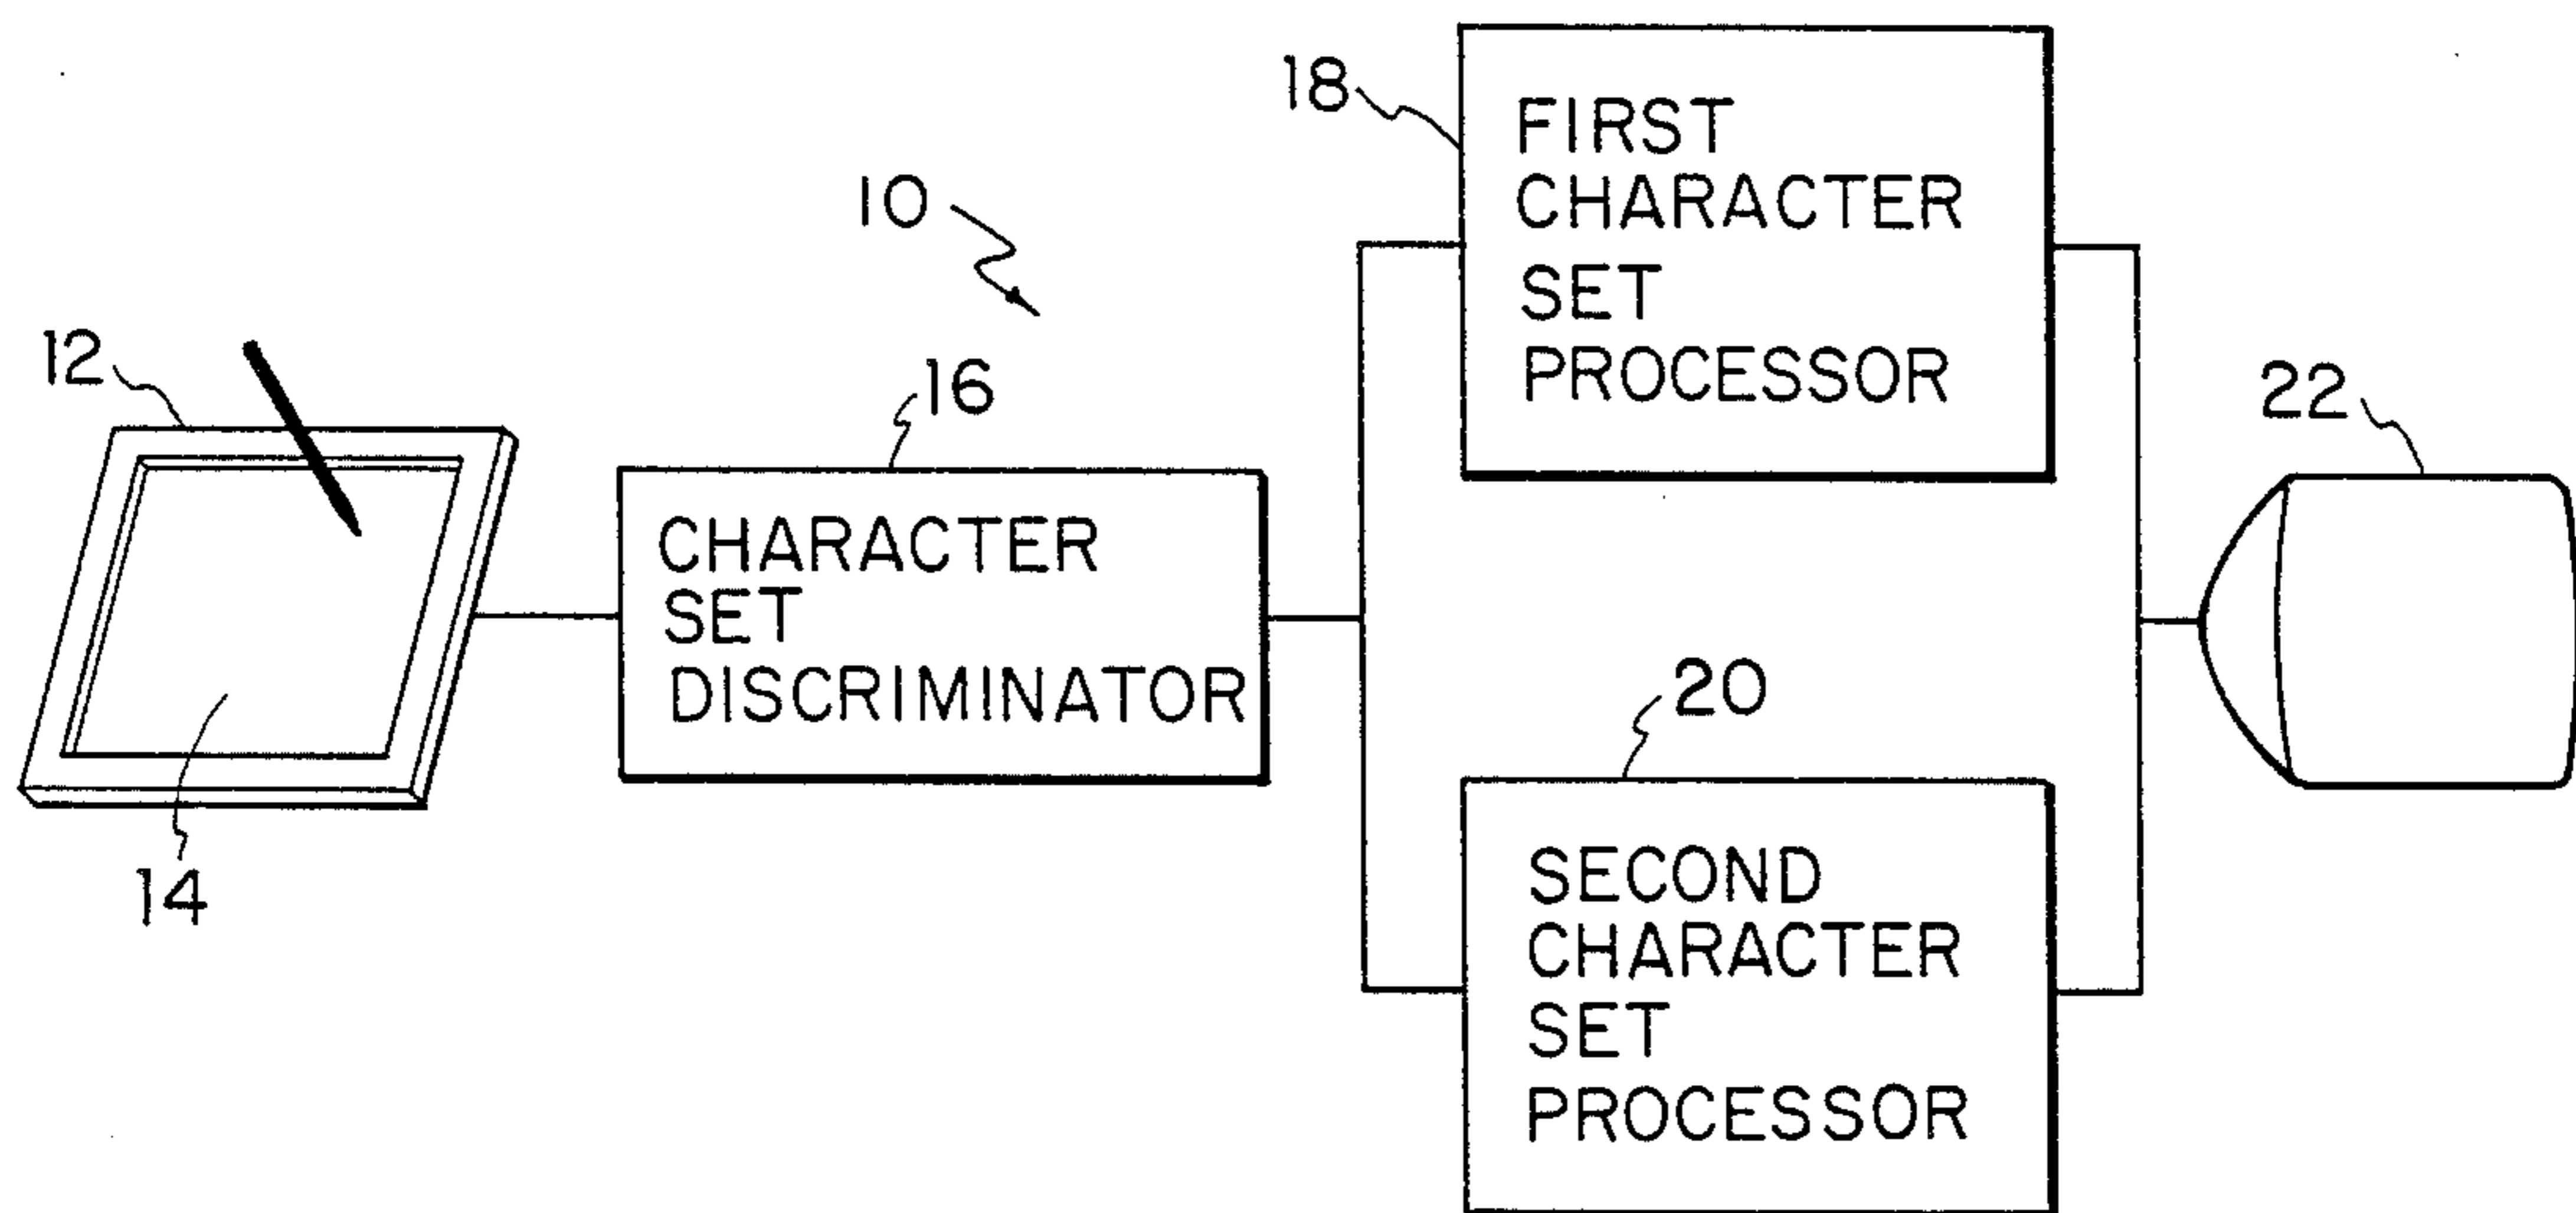 10
12
14
16
CHARACTER
SET
DISCRIMINATOR
18
FIRST
CHARACTER
SET
PROCESSOR
20
SECOND
CHARACTER
SET
PROCESSOR
22